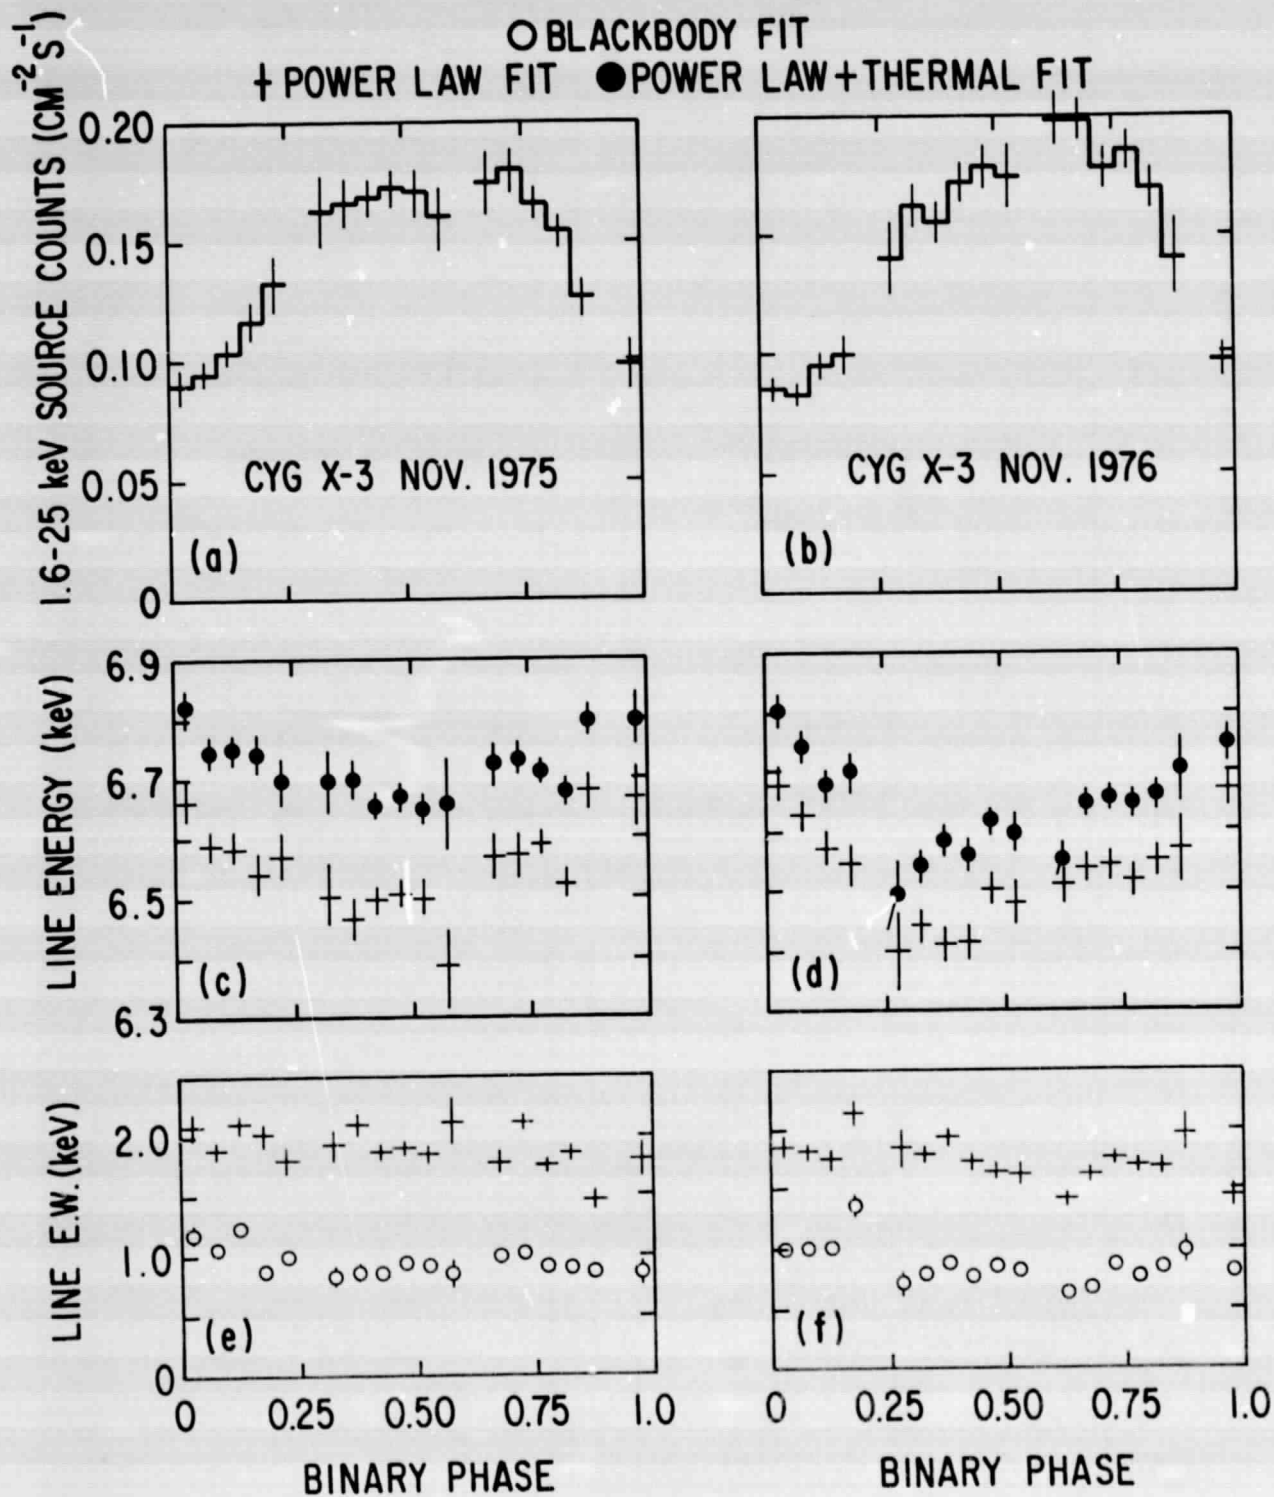 ○ BLACKBODY FIT
+ POWER LAW FIT ● POWER LAW + THERMAL FIT
1.6-25 keV SOURCE COUNTS (CM⁻² S⁻¹)
0.20
0.15
0.10
0.05
0
CYG X-3 NOV. 1975
(a)
CYG X-3 NOV. 1976
(b)
LINE ENERGY (keV)
6.9
6.7
6.5
6.3
(c)
(d)
LINE E.W. (keV)
2.0
1.0
0
(e)
(f)
0 0.25 0.50 0.75 1.0
0 0.25 0.50 0.75 1.0
BINARY PHASE
BINARY PHASE